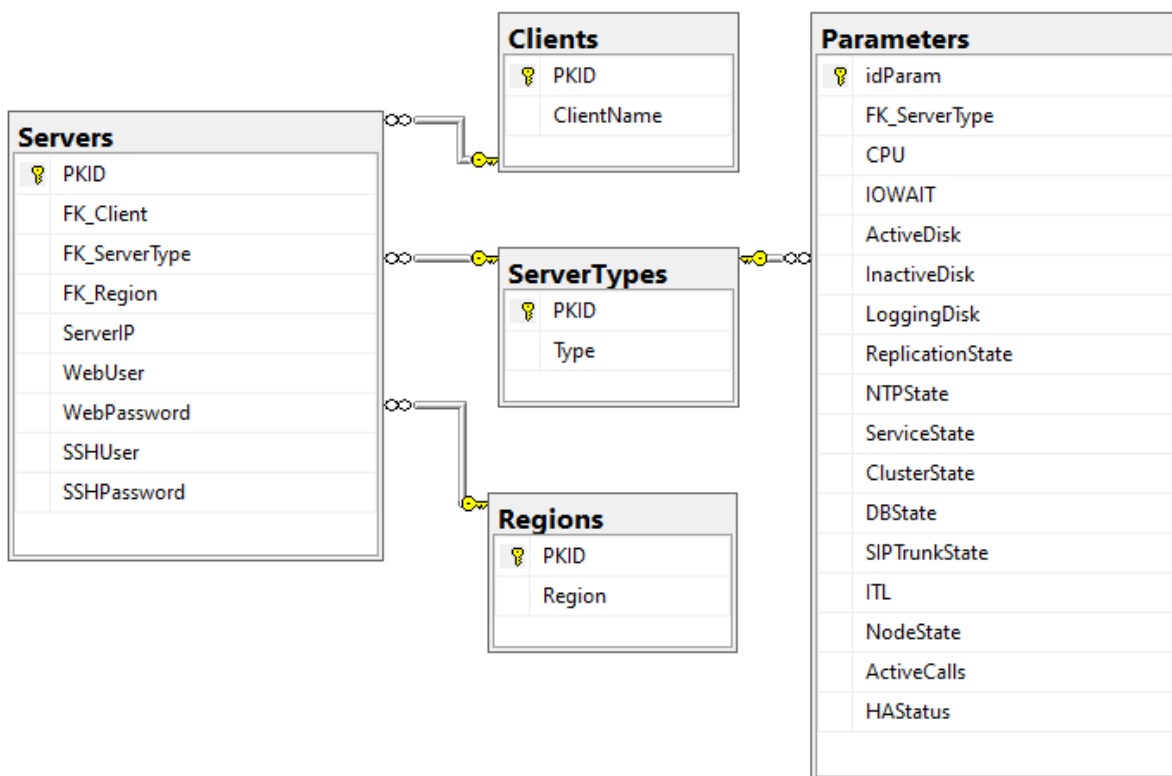 Servers
PKID
FK_Client
FK_ServerType
FK_Region
ServerIP
WebUser
WebPassword
SSHUser
SSHPassword
Clients
PKID
ClientName
ServerTypes
PKID
Type
Regions
PKID
Region
Parameters
idParam
FK_ServerType
CPU
IOWAIT
ActiveDisk
InactiveDisk
LoggingDisk
ReplicationState
NTPState
ServiceState
ClusterState
DBState
SIPTrunkState
ITL
NodeState
ActiveCalls
HAStatus